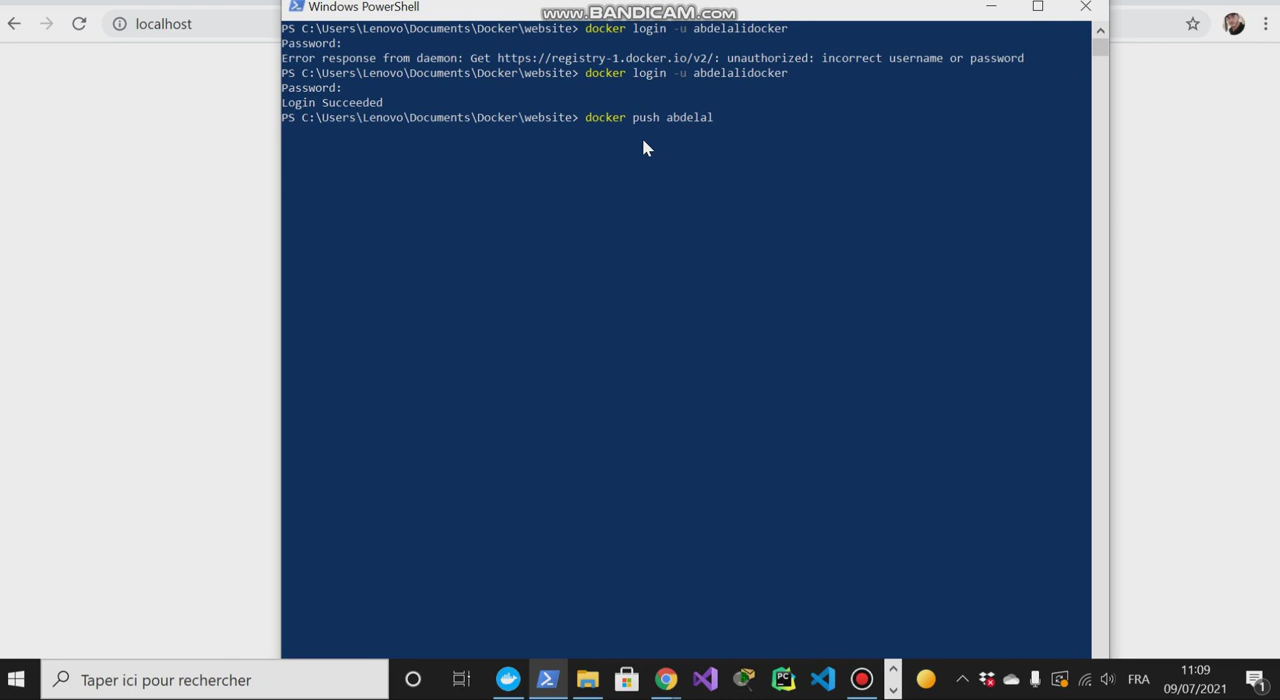 Windows PowerShell
www.BANDICAM.com
localhost
PS C:\Users\Lenovo\Documents\Docker\website> docker login -u abdelalidocker
Password:
Error response from daemon: Get https://registry-1.docker.io/v2/: unauthorized: incorrect username or password
PS C:\Users\Lenovo\Documents\Docker\website> docker login -u abdelalidocker
Password:
Login Succeeded
PS C:\Users\Lenovo\Documents\Docker\website> docker push abdelal
Taper ici pour rechercher
PC
FRA
11:09
09/07/2021
1